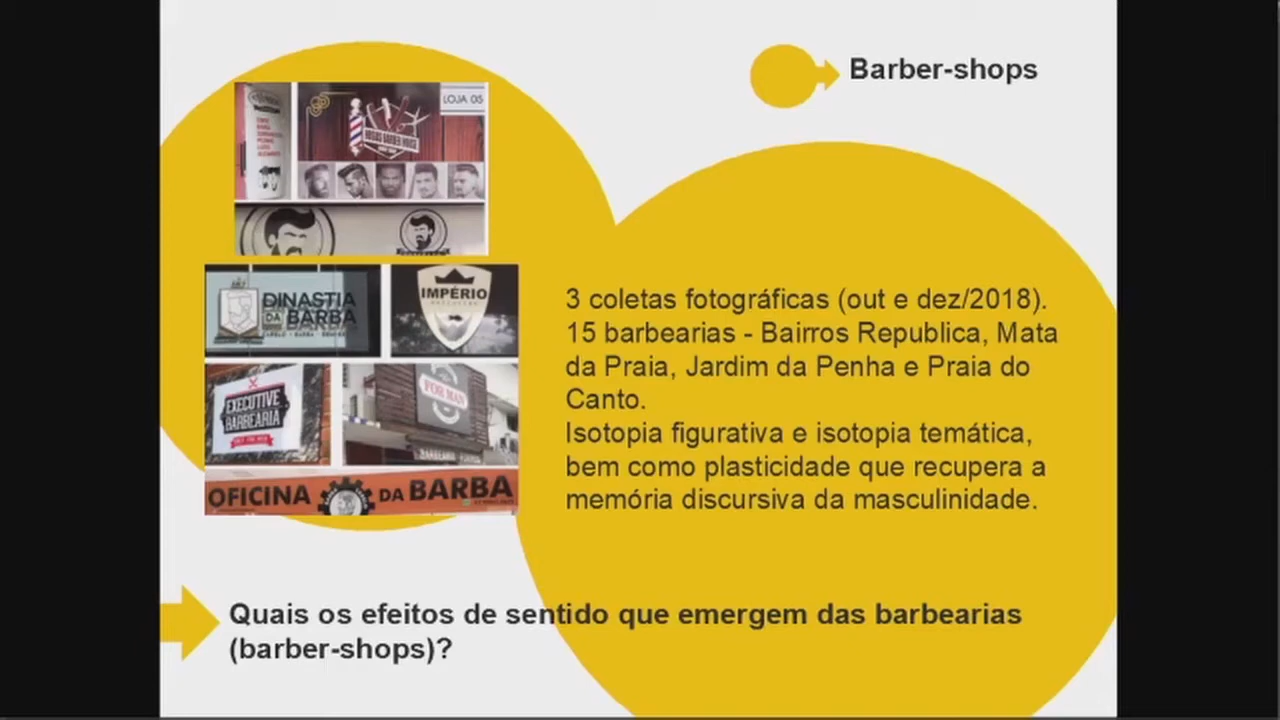 Barber-shops
LOJA 05
BARBER HOUSE
DINASTIA
DA BARBA
IMPÉRIO
EXECUTIVE
BARBEARIA
FOR MAN
BARBEARIA
OFICINA DA BARBA
3 coletas fotográficas (out e dez/2018).
15 barbearias - Bairros Republica, Mata
da Praia, Jardim da Penha e Praia do
Canto.
Isotopia figurativa e isotopia temática,
bem como plasticidade que recupera a
memória discursiva da masculinidade.
Quais os efeitos de sentido que emergem das barbearias
(barber-shops)?